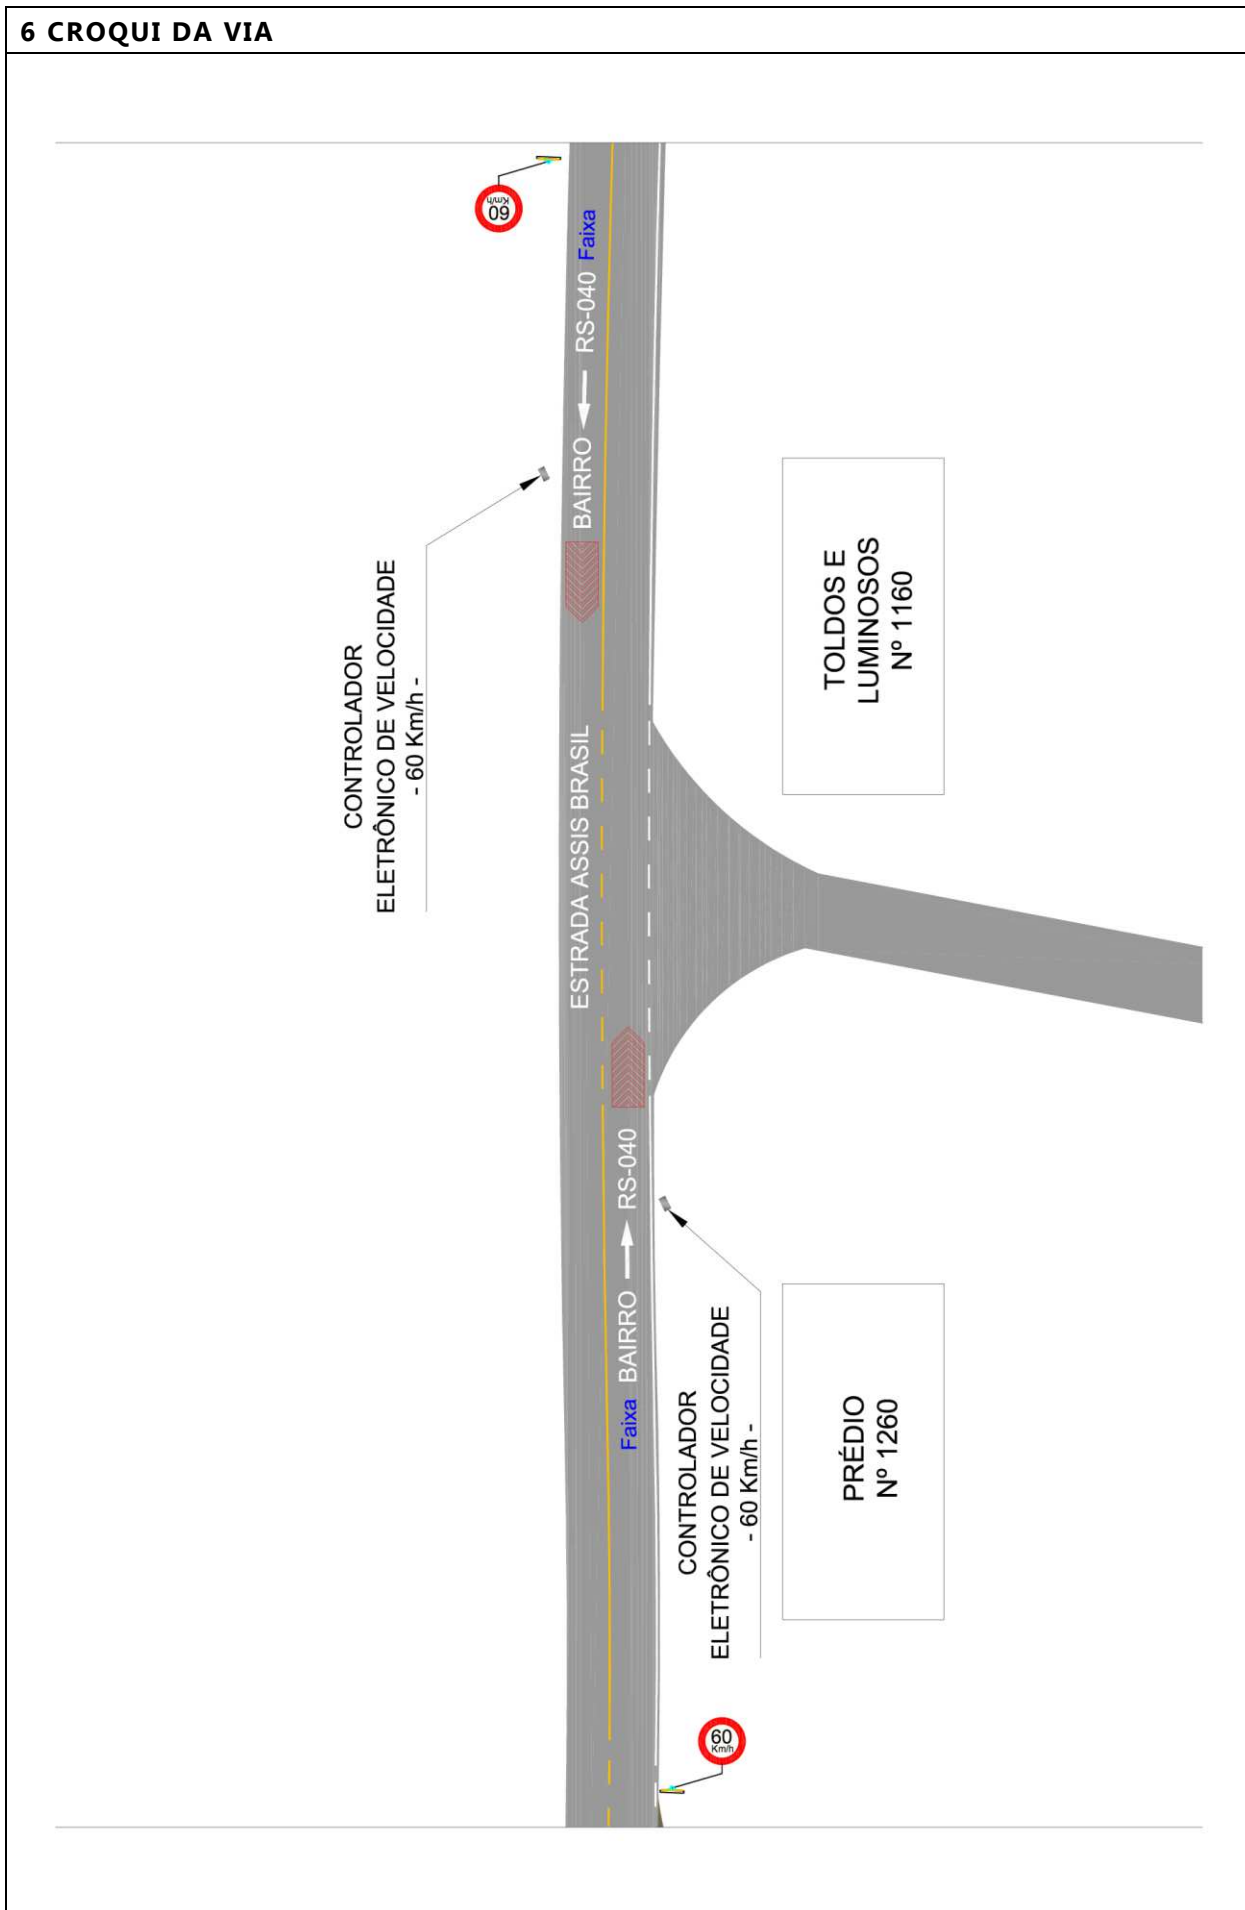 6 CROQUI DA VIA
60
Km/h
RS-040 Faixa
BAIRRO
CONTROLADOR
ELETRÔNICO DE VELOCIDADE
- 60 Km/h -
TOLDOS E
LUMINOSOS
Nº 1160
ESTRADA ASSIS BRASIL
Faixa BAIRRO RS-040
CONTROLADOR
ELETRÔNICO DE VELOCIDADE
- 60 Km/h -
PRÉDIO
Nº 1260
60
Km/h